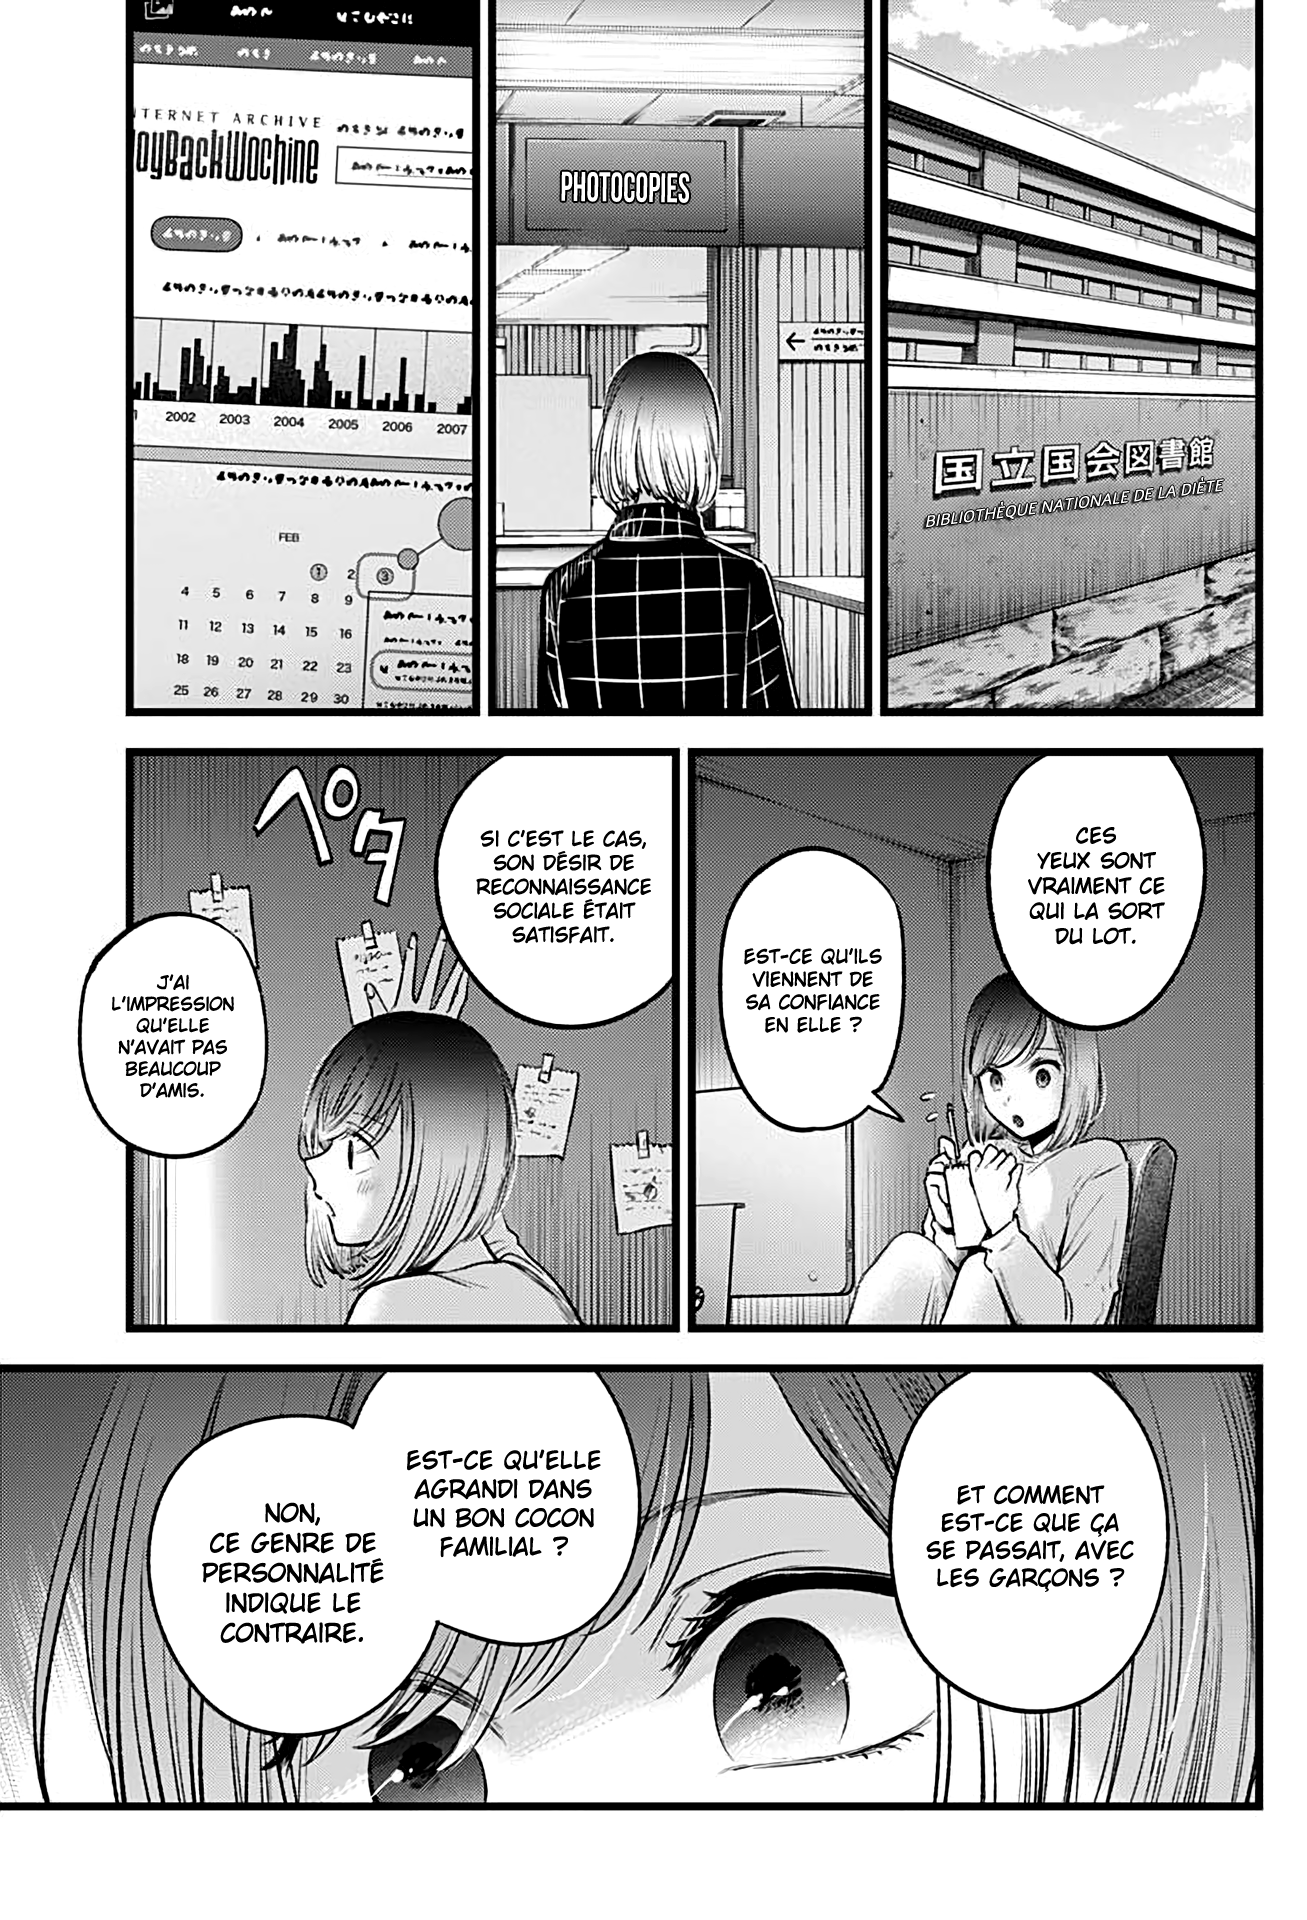 国立国会図書館
BIBLIOTHÈQUE NATIONALE DE LA DIÈTE
PHOTOCOPIES
NTERNET ARCHIVE
oyBackWochine
2002 2003 2004 2005 2006 2007
FEB
1 2 3
4 5 6 7 8 9
11 12 13 14 15 16
18 19 20 21 22 23
25 26 27 28 29 30
CES
YEUX SONT
VRAIMENT CE
QUI LA SORT
DU LOT.
EST-CE QU'ILS
VIENNENT DE
SA CONFIANCE
EN ELLE ?
SI C'EST LE CAS,
SON DÉSIR DE
RECONNAISSANCE
SOCIALE ÉTAIT
SATISFAIT.
ペタ
J'AI
L'IMPRESSION
QU'ELLE
N'AVAIT PAS
BEAUCOUP
D'AMIS.
ET COMMENT
EST-CE QUE ÇA
SE PASSAIT, AVEC
LES GARÇONS ?
EST-CE QU'ELLE
AGRANDI DANS
UN BON COCON
FAMILIAL ?
NON,
CE GENRE DE
PERSONNALITÉ
INDIQUE LE
CONTRAIRE.